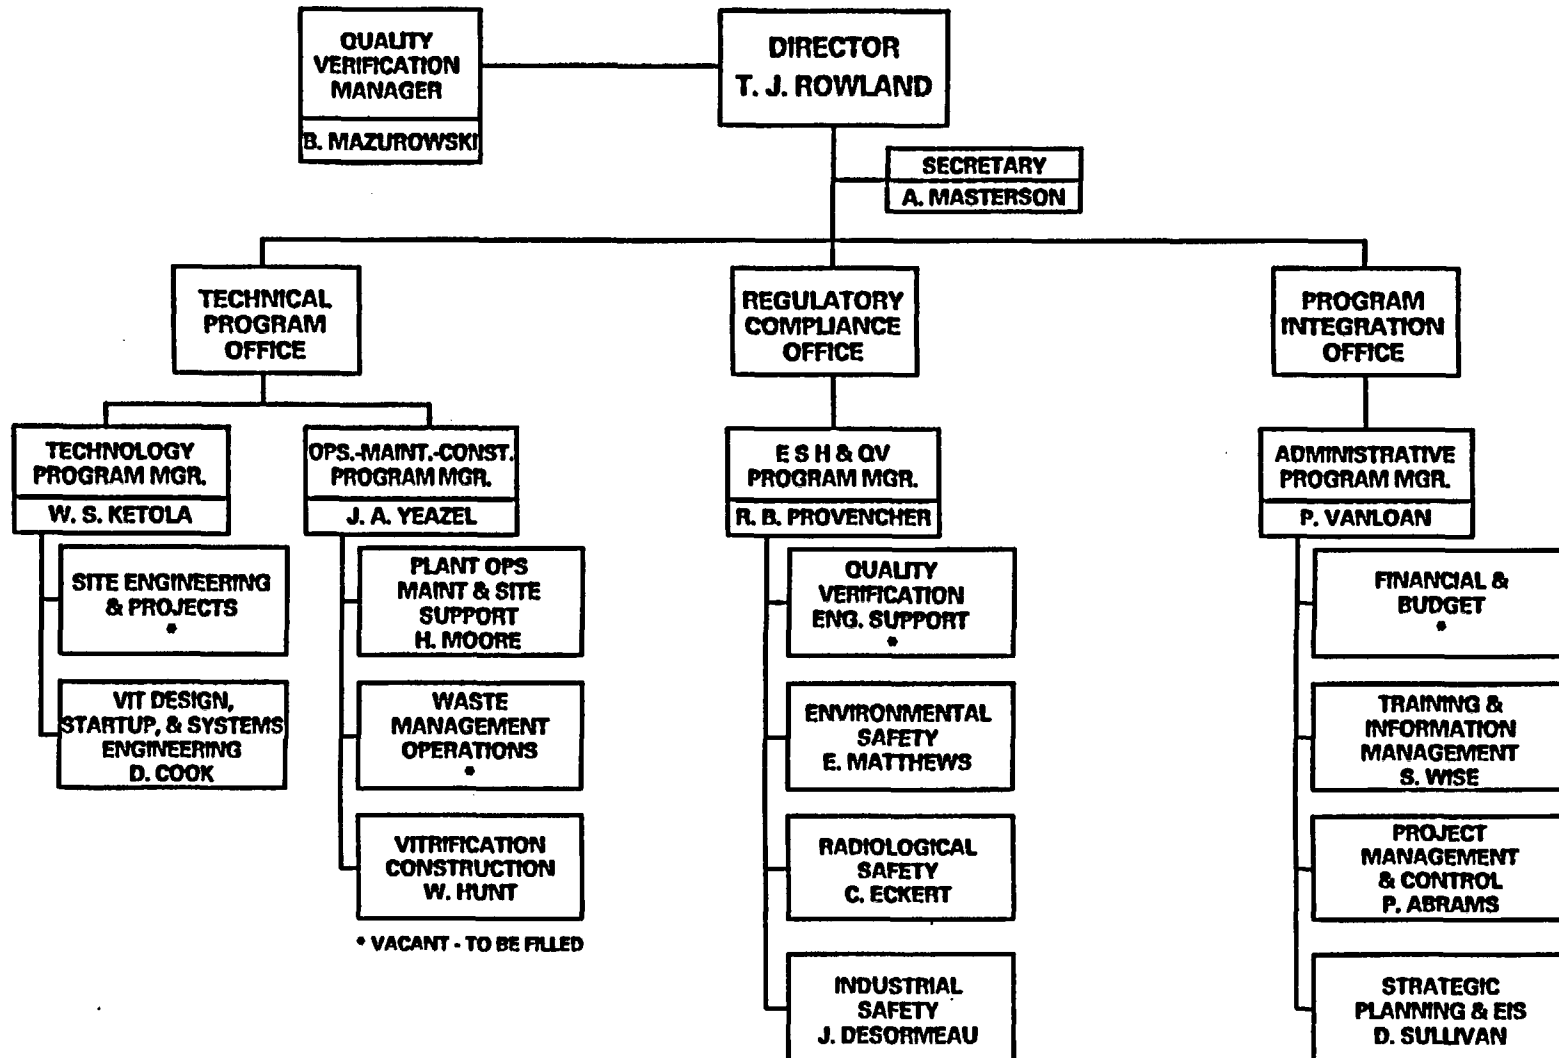 QUALITY
VERIFICATION
MANAGER
B. MAZUROWSKI
DIRECTOR
T. J. ROWLAND
SECRETARY
A. MASTERSON
TECHNICAL
PROGRAM
OFFICE
REGULATORY
COMPLIANCE
OFFICE
PROGRAM
INTEGRATION
OFFICE
TECHNOLOGY
PROGRAM MGR.
W. S. KETOLA
OPS.-MAINT.-CONST.
PROGRAM MGR.
J. A. YEAZEL
E S H & QV
PROGRAM MGR.
R. B. PROVENCHER
ADMINISTRATIVE
PROGRAM MGR.
P. VANLOAN
SITE ENGINEERING
& PROJECTS
*
VIT DESIGN,
STARTUP, & SYSTEMS
ENGINEERING
D. COOK
PLANT OPS
MAINT & SITE
SUPPORT
H. MOORE
WASTE
MANAGEMENT
OPERATIONS
*
VITRIFICATION
CONSTRUCTION
W. HUNT
* VACANT - TO BE FILLED
QUALITY
VERIFICATION
ENG. SUPPORT
*
ENVIRONMENTAL
SAFETY
E. MATTHEWS
RADIOLOGICAL
SAFETY
C. ECKERT
INDUSTRIAL
SAFETY
J. DESORMEAU
FINANCIAL &
BUDGET
*
TRAINING &
INFORMATION
MANAGEMENT
S. WISE
PROJECT
MANAGEMENT
& CONTROL
P. ABRAMS
STRATEGIC
PLANNING & EIS
D. SULLIVAN